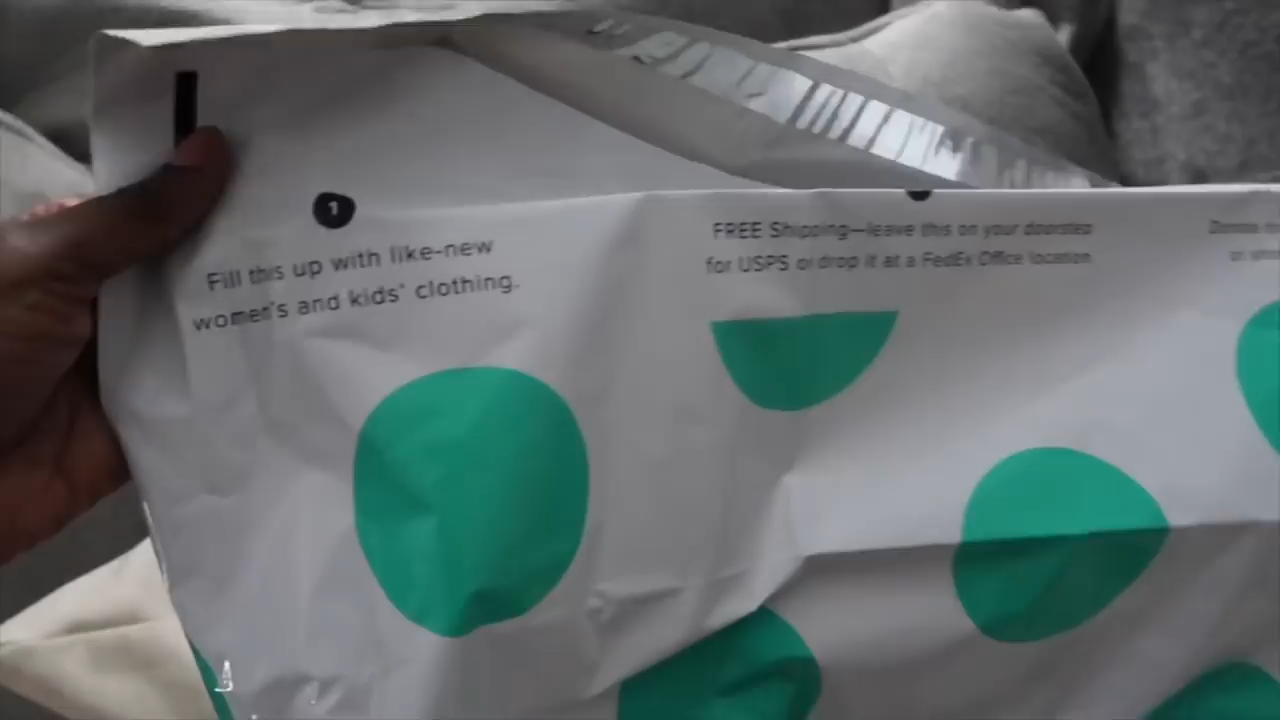 1
Fill this up with like-new
women's and kids' clothing.
FREE Shipping—leave this on your doorstep
for USPS or drop it at a FedEx Office location.